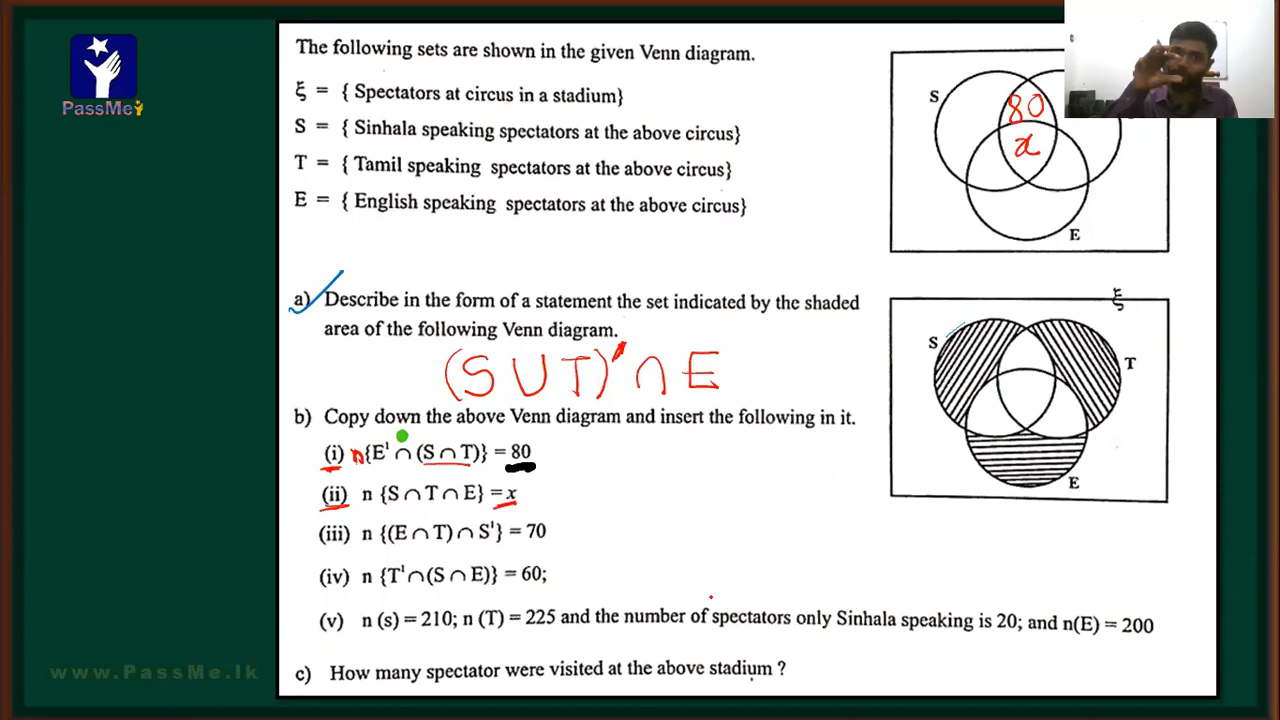 PassMe
The following sets are shown in the given Venn diagram.
ξ = { Spectators at circus in a stadium}
S = { Sinhala speaking spectators at the above circus}
T = { Tamil speaking spectators at the above circus}
E = { English speaking spectators at the above circus}
S
80
x
E
a) Describe in the form of a statement the set indicated by the shaded
area of the following Venn diagram.
(S ∪ T)' ∩ E
ξ
S
T
E
b) Copy down the above Venn diagram and insert the following in it.
(i) n{E' ∩ (S ∩ T)} = 80
(ii) n {S ∩ T ∩ E} = x
(iii) n {(E ∩ T) ∩ S'} = 70
(iv) n {T' ∩ (S ∩ E)} = 60;
(v) n (s) = 210; n (T) = 225 and the number of spectators only Sinhala speaking is 20; and n(E) = 200
c) How many spectator were visited at the above stadium ?
www.PassMe.lk